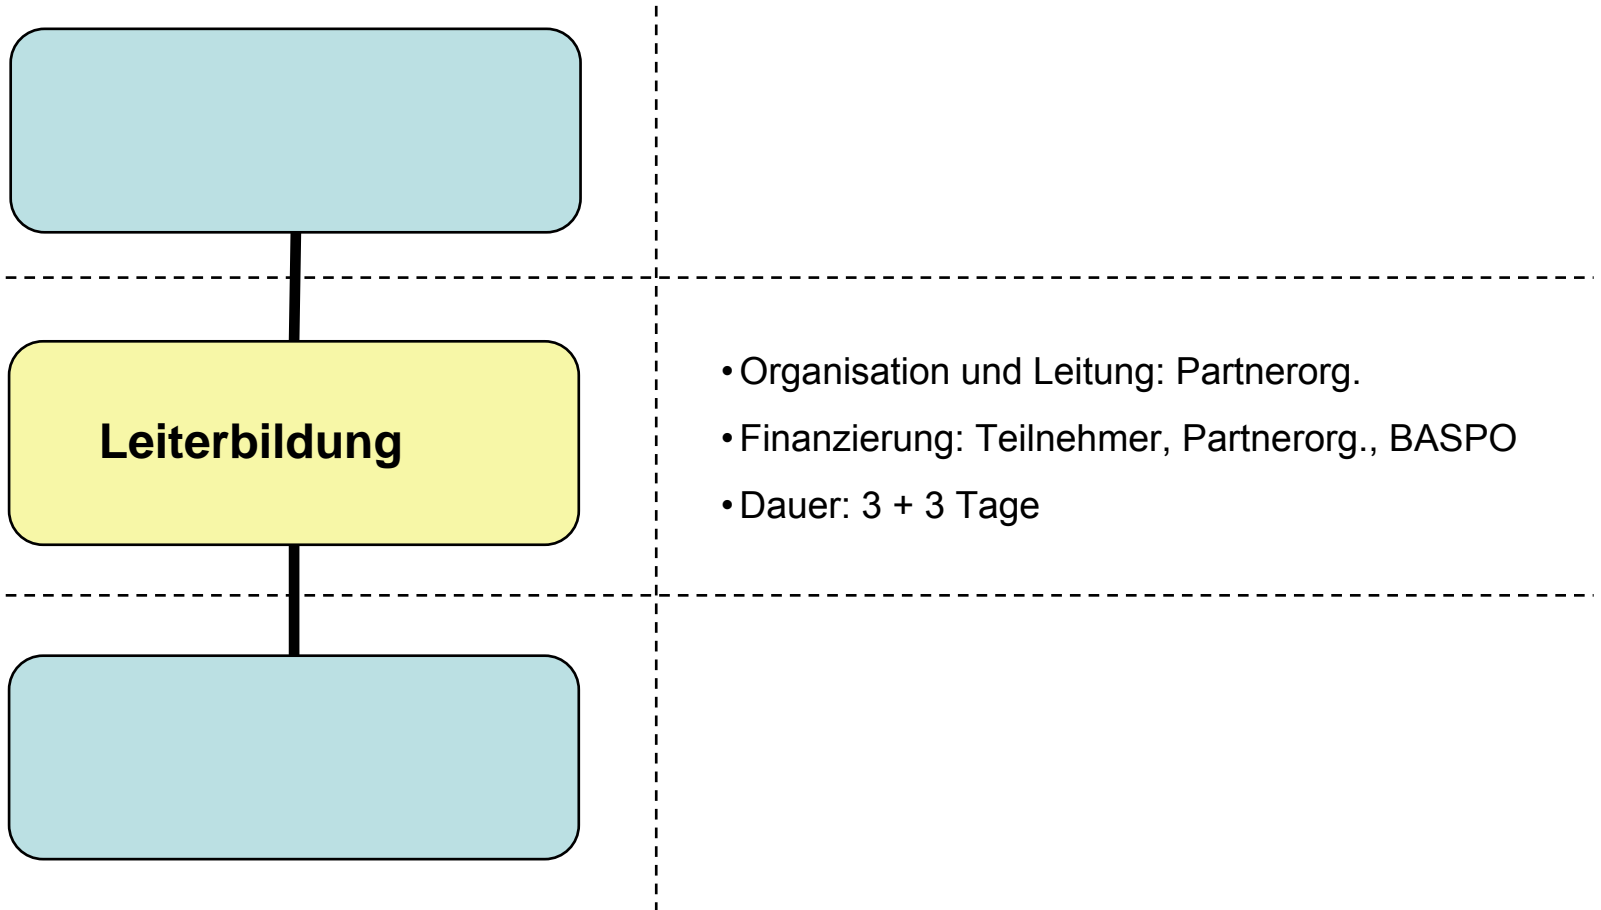 Leiterbildung
• Organisation und Leitung: Partnerorg.
• Finanzierung: Teilnehmer, Partnerorg., BASPO
• Dauer: 3 + 3 Tage